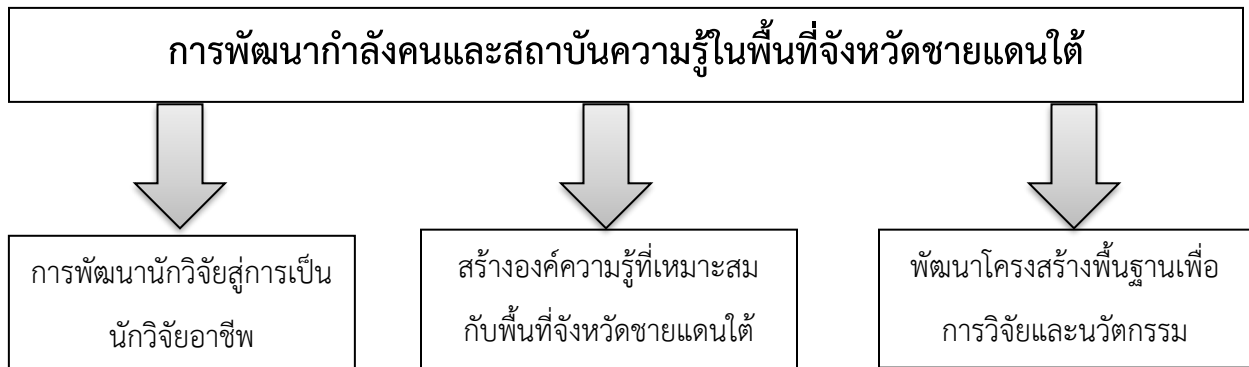 การพัฒนากำลังคนและสถาบันความรู้ในพื้นที่จังหวัดชายแดนใต้
การพัฒนานักวิจัยสู่การเป็น
นักวิจัยอาชีพ
สร้างองค์ความรู้ที่เหมาะสม
กับพื้นที่จังหวัดชายแดนใต้
พัฒนาโครงสร้างพื้นฐานเพื่อ
การวิจัยและนวัตกรรม